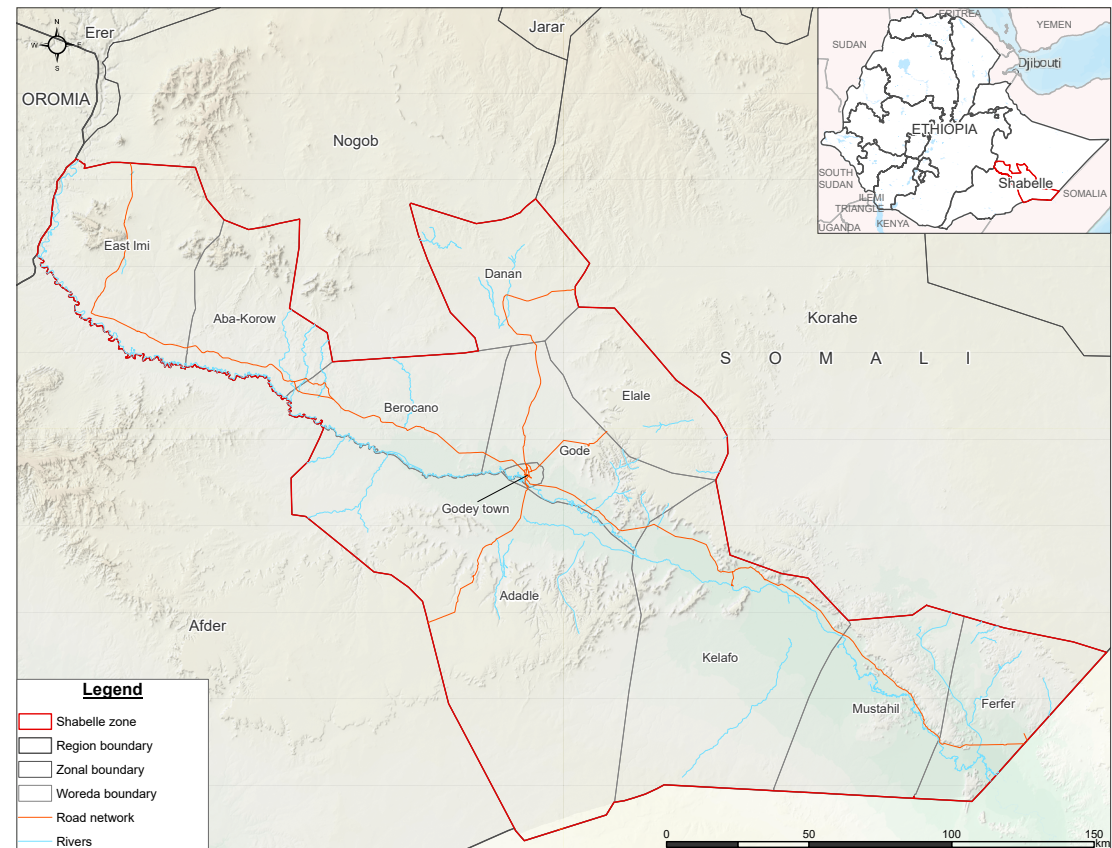 N
W
E
S
Erer
Jarar
OROMIA
Nogob
East Imi
Danan
Aba-Korow
Korahe
S O M A L I
Berocano
Elale
Gode
Godey town
Adadle
Afder
Kelafo
Mustahil
Ferfer
ERITREA
YEMEN
SUDAN
Djibouti
ETHIOPIA
SOUTH
SUDAN
Shabelle
SOMALIA
ILEMI
TRIANGLE
KENYA
UGANDA
Legend
Shabelle zone
Region boundary
Zonal boundary
Woreda boundary
Road network
Rivers
0 50 100 150
km